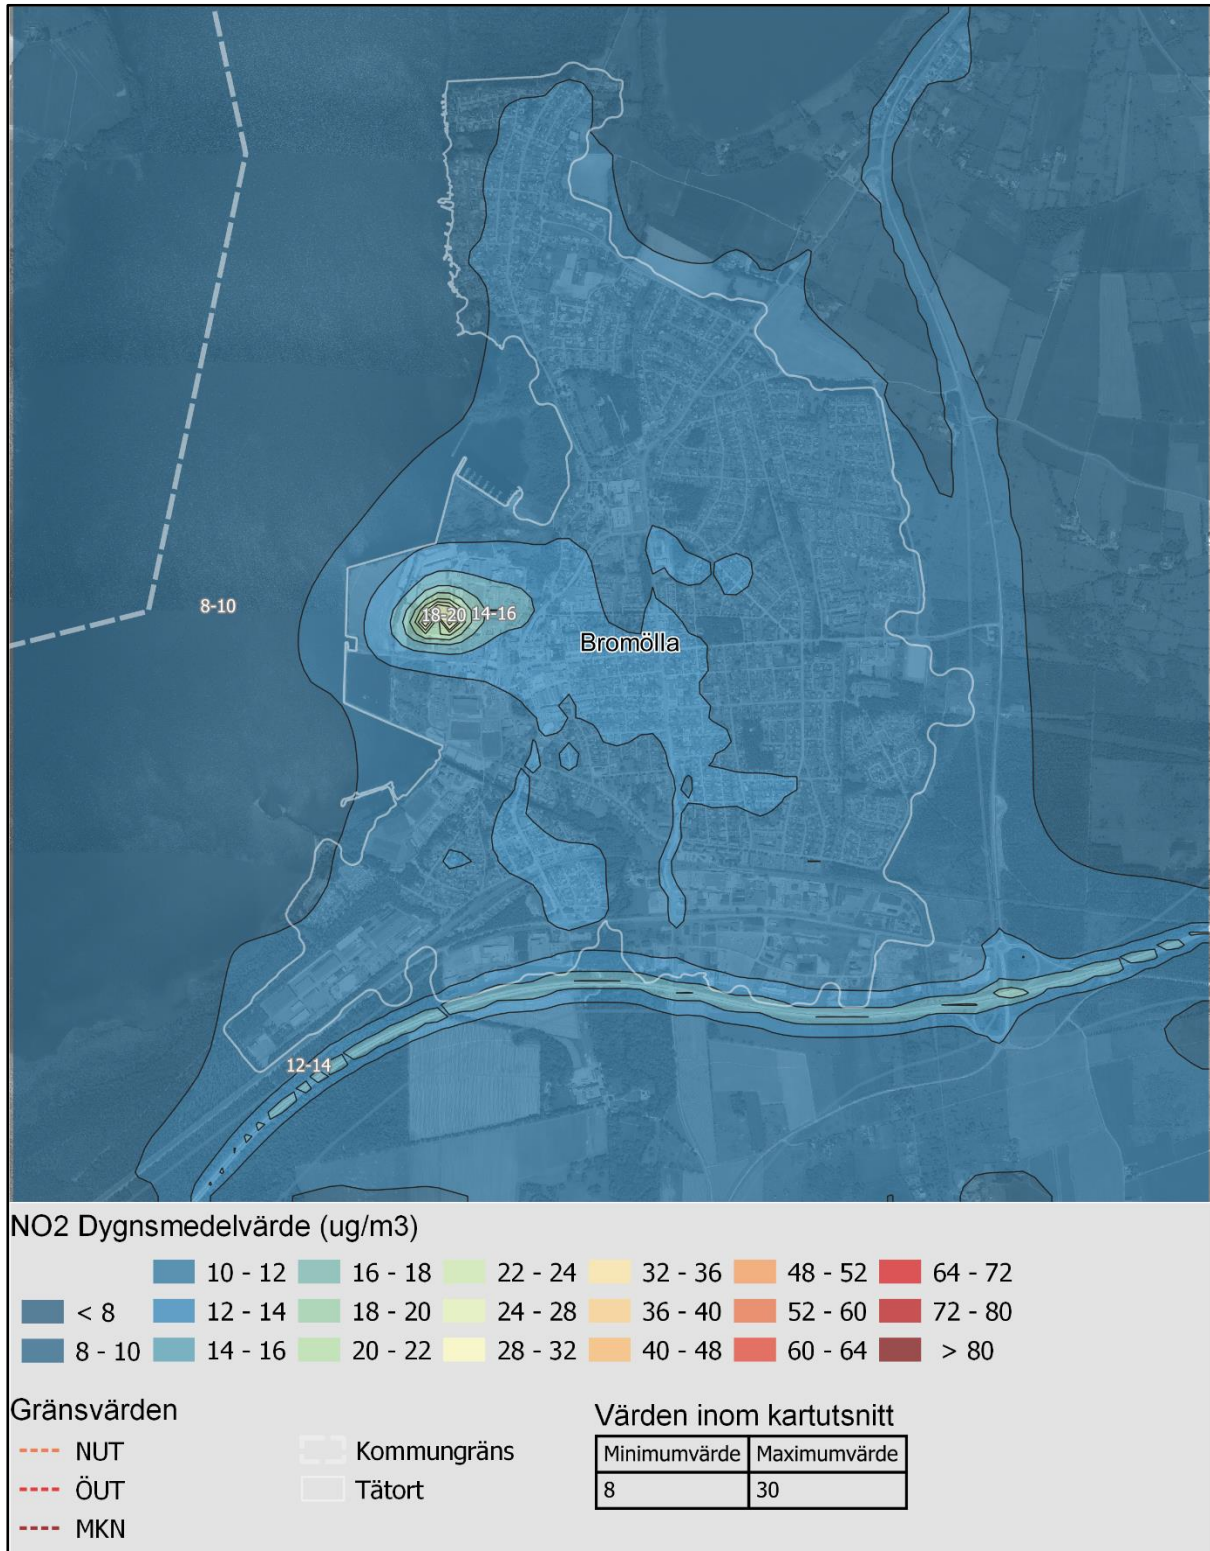 8-10
18-20 14-16
Bromölla
12-14
NO2 Dygnsmedelvärde (ug/m3)
10 - 12 16 - 18 22 - 24 32 - 36 48 - 52 64 - 72
< 8 12 - 14 18 - 20 24 - 28 36 - 40 52 - 60 72 - 80
8 - 10 14 - 16 20 - 22 28 - 32 40 - 48 60 - 64 > 80
Gränsvärden
NUT
ÖUT
MKN
Kommungräns
Tätort
Värden inom kartutsnitt
Minimumvärde Maximumvärde
8 30